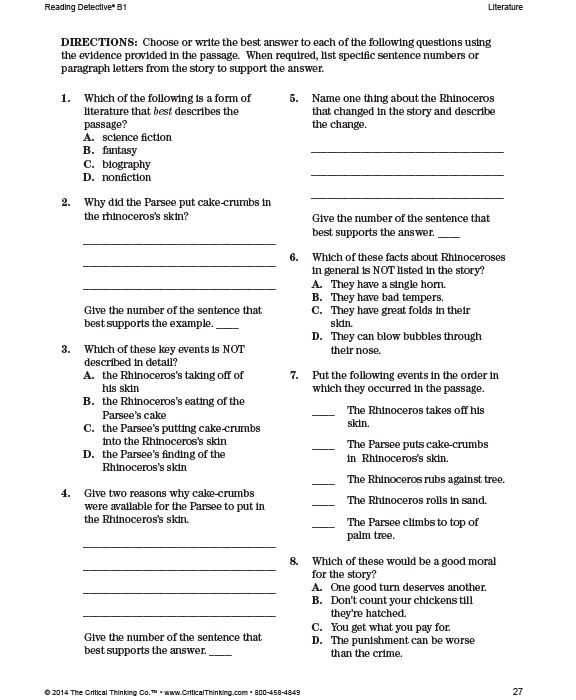 Reading Detective® B1
Literature
DIRECTIONS: Choose or write the best answer to each of the following questions using
the evidence provided in the passage. When required, list specific sentence numbers or
paragraph letters from the story to support the answer.
1. Which of the following is a form of
literature that best describes the
passage?
A. science fiction
B. fantasy
C. biography
D. nonfiction
2. Why did the Parsee put cake-crumbs in
the rhinoceros's skin?
Give the number of the sentence that
best supports the example. ____
3. Which of these key events is NOT
described in detail?
A. the Rhinoceros's taking off of
his skin
B. the Rhinoceros's eating of the
Parsee's cake
C. the Parsee's putting cake-crumbs
into the Rhinoceros's skin
D. the Parsee's finding of the
Rhinoceros's skin
4. Give two reasons why cake-crumbs
were available for the Parsee to put in
the Rhinoceros's skin.
Give the number of the sentence that
best supports the answer. ____
5. Name one thing about the Rhinoceros
that changed in the story and describe
the change.
Give the number of the sentence that
best supports the answer. ____
6. Which of these facts about Rhinoceroses
in general is NOT listed in the story?
A. They have a single horn.
B. They have bad tempers.
C. They have great folds in their
skin.
D. They can blow bubbles through
their nose.
7. Put the following events in the order in
which they occurred in the passage.
____ The Rhinoceros takes off his
skin.
____ The Parsee puts cake-crumbs
in Rhinoceros's skin.
____ The Rhinoceros rubs against tree.
____ The Rhinoceros rolls in sand.
____ The Parsee climbs to top of
palm tree.
8. Which of these would be a good moral
for the story?
A. One good turn deserves another.
B. Don't count your chickens till
they're hatched.
C. You get what you pay for.
D. The punishment can be worse
than the crime.
© 2014 The Critical Thinking Co.™ • www.CriticalThinking.com • 800-458-4849
27